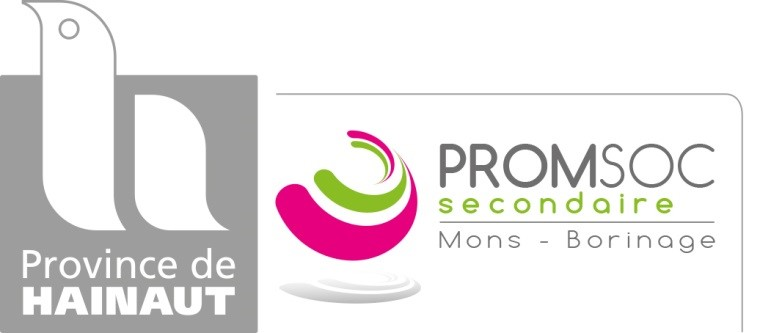 Province de
HAINAUT
PROMSOC
secondaire
Mons - Borinage